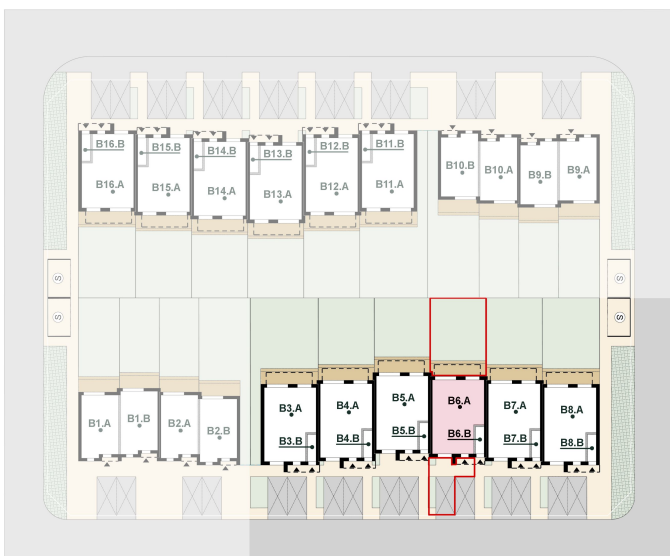 B16.B
B15.B
B14.B
B13.B
B12.B
B11.B
B10.B
B10.A
B9.B
B9.A
B16.A
B15.A
B14.A
B13.A
B12.A
B11.A
S
S
S
S
B1.A
B1.B
B2.A
B2.B
B3.A
B4.A
B5.A
B6.A
B7.A
B8.A
B3.B
B4.B
B5.B
B6.B
B7.B
B8.B